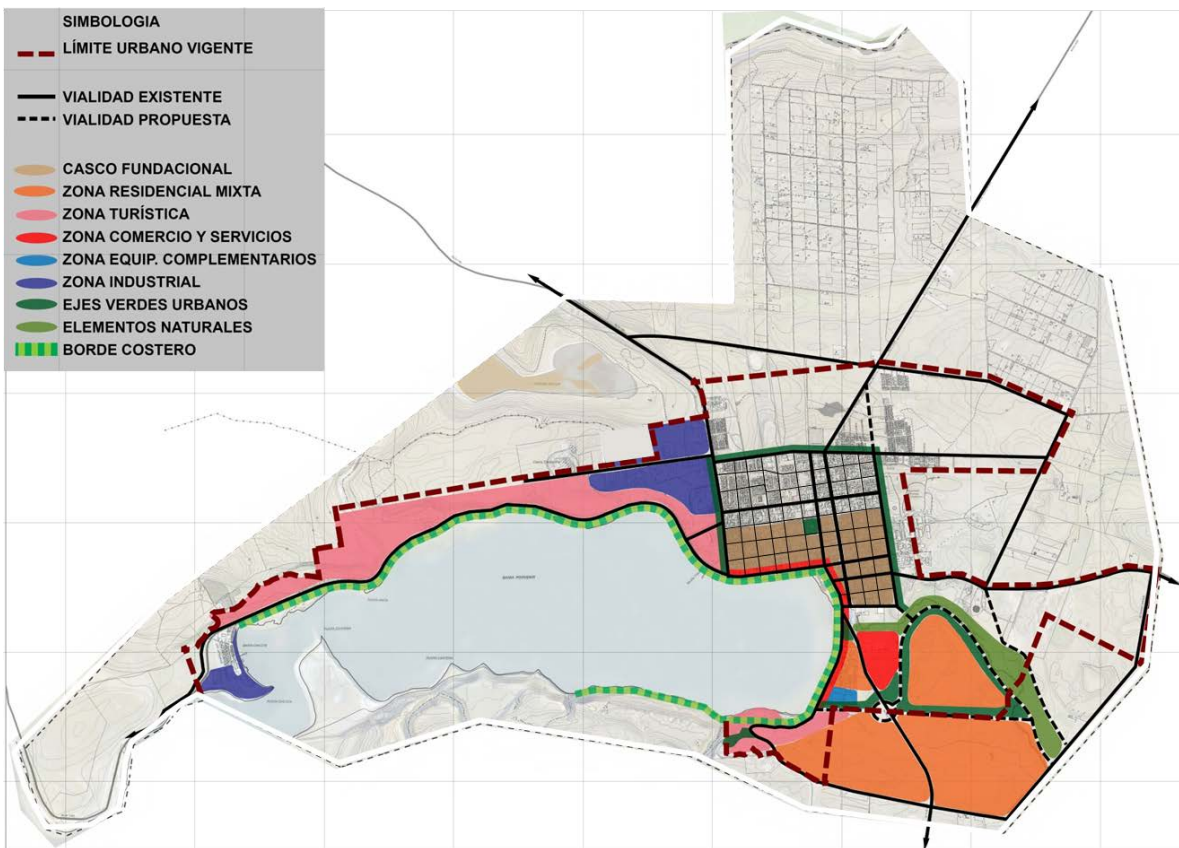 SIMBOLOGIA
LÍMITE URBANO VIGENTE
VIALIDAD EXISTENTE
VIALIDAD PROPUESTA
CASCO FUNDACIONAL
ZONA RESIDENCIAL MIXTA
ZONA TURÍSTICA
ZONA COMERCIO Y SERVICIOS
ZONA EQUIP. COMPLEMENTARIOS
ZONA INDUSTRIAL
EJES VERDES URBANOS
ELEMENTOS NATURALES
BORDE COSTERO